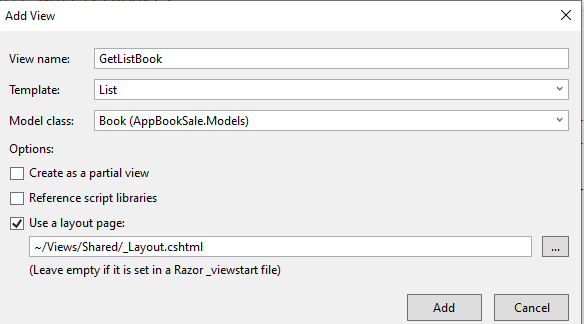 Add View
View name: GetListBook
Template: List
Model class: Book (AppBookSale.Models)
Options:
Create as a partial view
Reference script libraries
Use a layout page:
~/Views/Shared/_Layout.cshtml ...
(Leave empty if it is set in a Razor _viewstart file)
Add Cancel